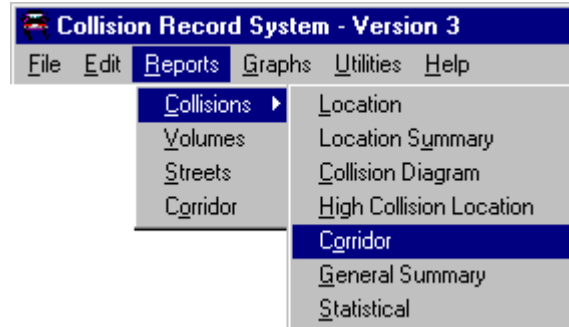 Collision Record System - Version 3
File Edit Reports Graphs Utilities Help
Collisions
Volumes
Streets
Corridor
Location
Location Summary
Collision Diagram
High Collision Location
Corridor
General Summary
Statistical